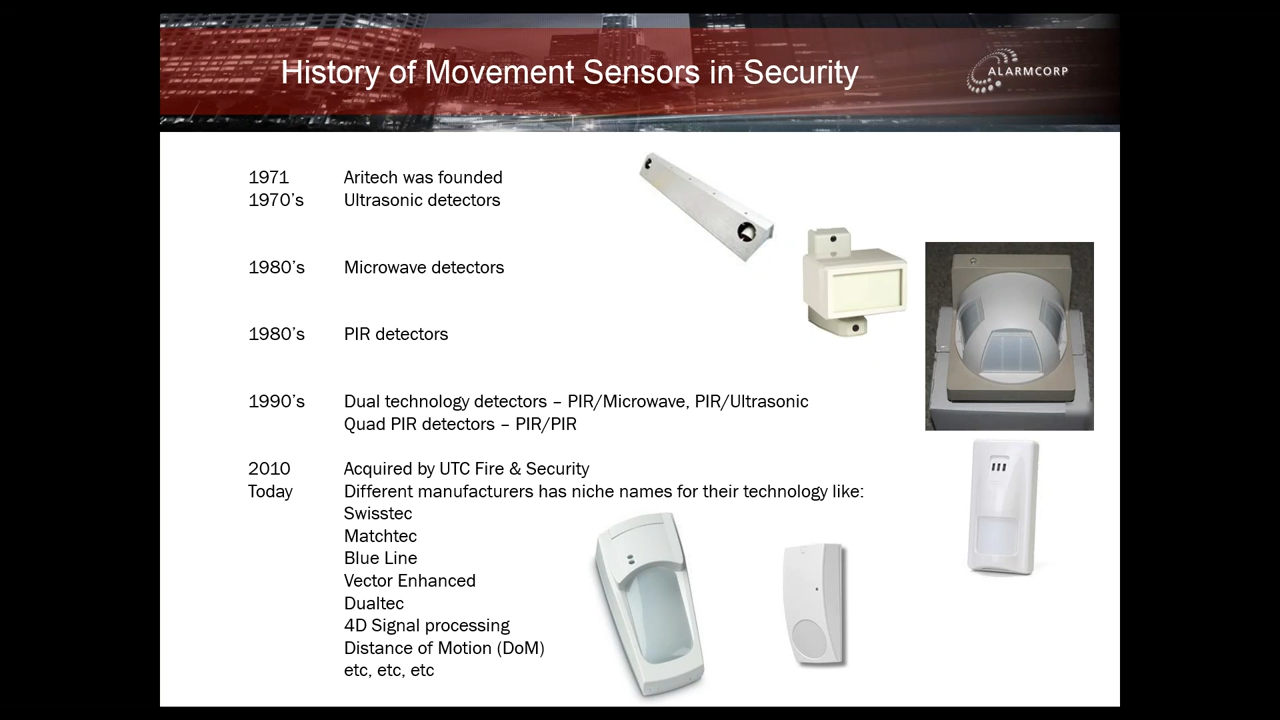 History of Movement Sensors in Security
ALARMCORP
1971 Aritech was founded
1970's Ultrasonic detectors
1980's Microwave detectors
1980's PIR detectors
1990's Dual technology detectors – PIR/Microwave, PIR/Ultrasonic
Quad PIR detectors – PIR/PIR
2010 Acquired by UTC Fire & Security
Today Different manufacturers has niche names for their technology like:
Swisstec
Matchtec
Blue Line
Vector Enhanced
Dualtec
4D Signal processing
Distance of Motion (DoM)
etc, etc, etc